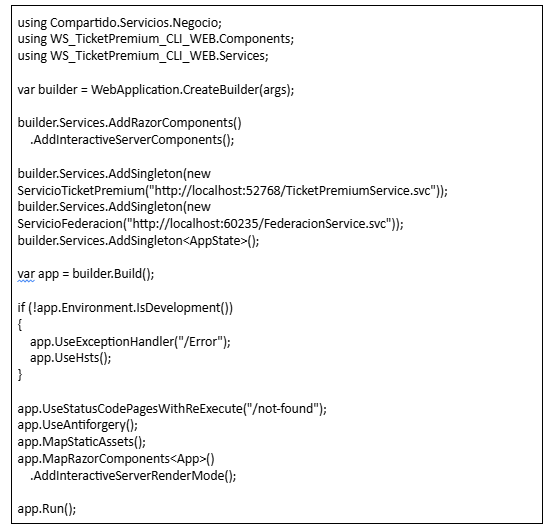 using Compartido.Servicios.Negocio;
using WS_TicketPremium_CLI_WEB.Components;
using WS_TicketPremium_CLI_WEB.Services;
var builder = WebApplication.CreateBuilder(args);
builder.Services.AddRazorComponents()
.AddInteractiveServerComponents();
builder.Services.AddSingleton(new
ServicioTicketPremium("http://localhost:52768/TicketPremiumService.svc"));
builder.Services.AddSingleton(new
ServicioFederacion("http://localhost:60235/FederacionService.svc"));
builder.Services.AddSingleton<AppState>();
var app = builder.Build();
if (!app.Environment.IsDevelopment())
{
app.UseExceptionHandler("/Error");
app.UseHsts();
}
app.UseStatusCodePagesWithReExecute("/not-found");
app.UseAntiforgery();
app.MapStaticAssets();
app.MapRazorComponents<App>()
.AddInteractiveServerRenderMode();
app.Run();